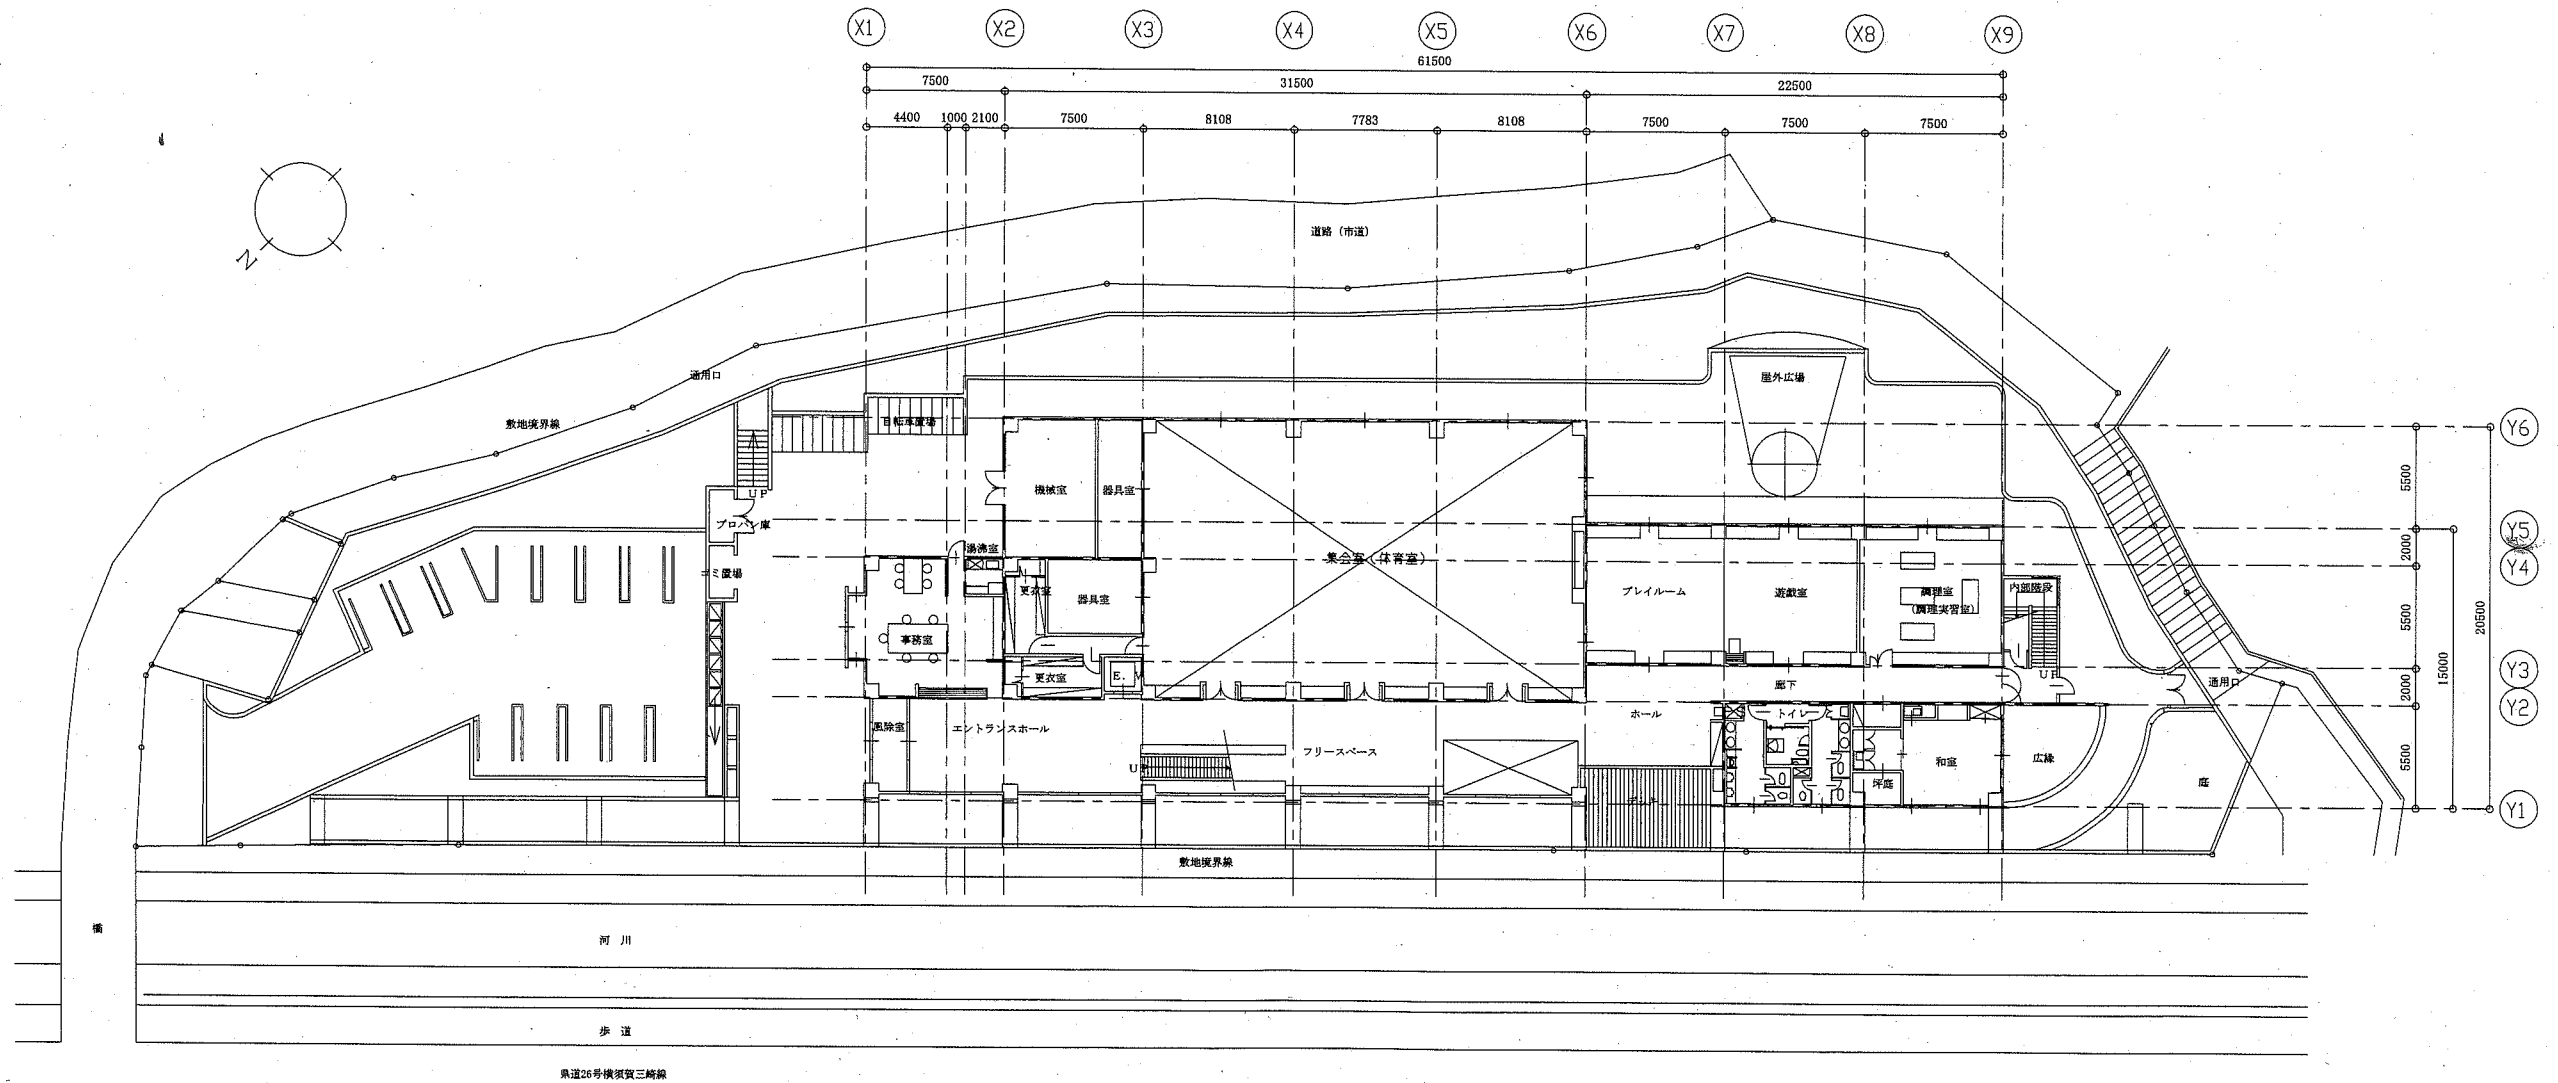 X1 X2 X3 X4 X5 X6 X7 X8 X9
61500
7500 31500 22500
4400 1000 2100 7500 8108 7783 8108 7500 7500 7500
N
道路（市道）
通用口
敷地境界線
自転車置場
屋外広場
Y6
5500
UP
機械室 器具室
プロパン庫
Y5
2000
湯沸室
集会室（体育室）
Y4
ゴミ置場
更衣室 器具室
プレイルーム 遊戯室 調理室
（調理実習室）
内部階段
5500
20500
事務室
15000
更衣室 E. V
廊下
UP
通用口
Y3
2000
Y2
風除室 エントランスホール
ホール
トイレ
フリースペース
UP
和室
広縁
坪庭
庭
5500
Y1
敷地境界線
橋
河 川
歩 道
県道26号横須賀三崎線